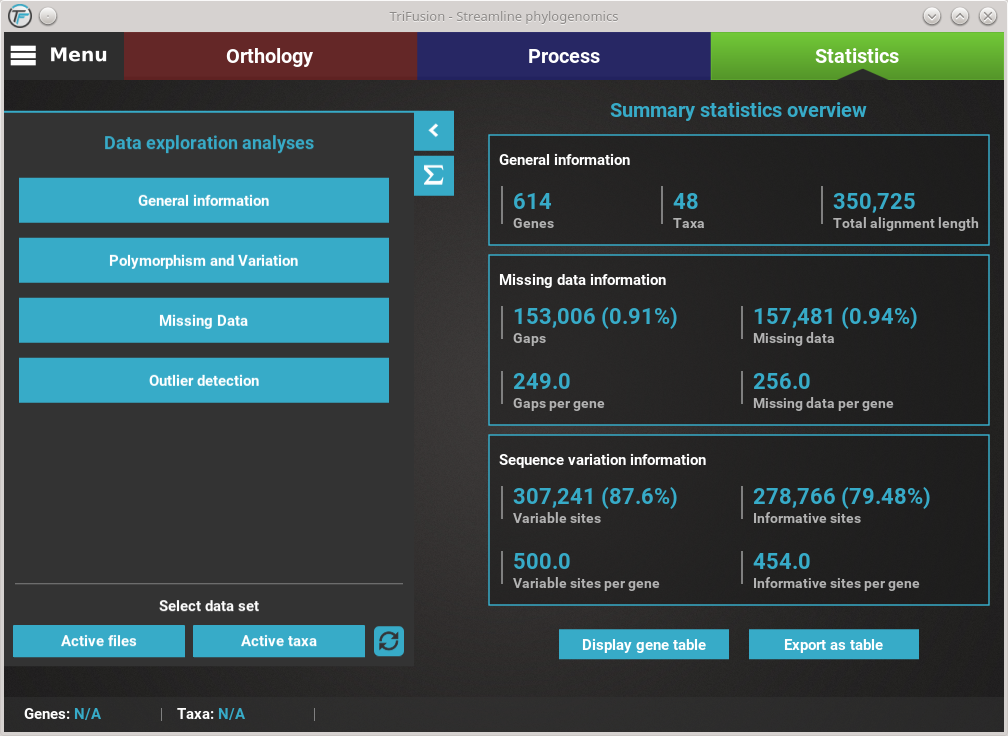 TriFusion - Streamline phylogenomics
Menu
Orthology
Process
Statistics
Data exploration analyses
General information
Polymorphism and Variation
Missing Data
Outlier detection
Select data set
Active files
Active taxa
Σ
Summary statistics overview
General information
614
Genes
48
Taxa
350,725
Total alignment length
Missing data information
153,006 (0.91%)
Gaps
157,481 (0.94%)
Missing data
249.0
Gaps per gene
256.0
Missing data per gene
Sequence variation information
307,241 (87.6%)
Variable sites
278,766 (79.48%)
Informative sites
500.0
Variable sites per gene
454.0
Informative sites per gene
Display gene table
Export as table
Genes: N/A
Taxa: N/A